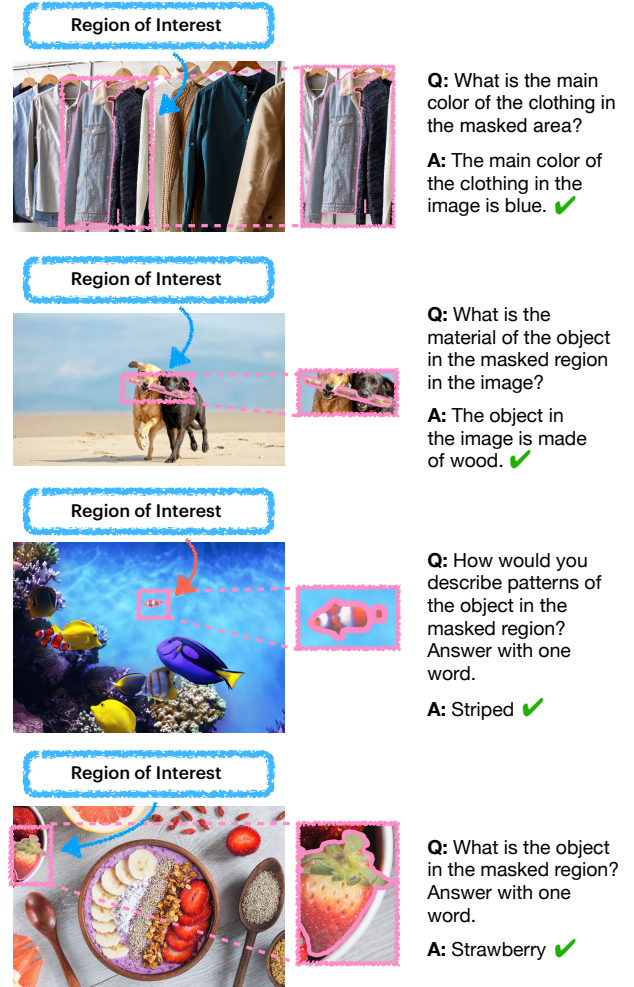 Region of Interest
Q: What is the main
color of the clothing in
the masked area?
A: The main color of
the clothing in the
image is blue. ✔
Region of Interest
Q: What is the
material of the object
in the masked region
in the image?
A: The object in
the image is made
of wood. ✔
Region of Interest
Q: How would you
describe patterns of
the object in the
masked region?
Answer with one
word.
A: Striped ✔
Region of Interest
Q: What is the object
in the masked region?
Answer with one
word.
A: Strawberry ✔